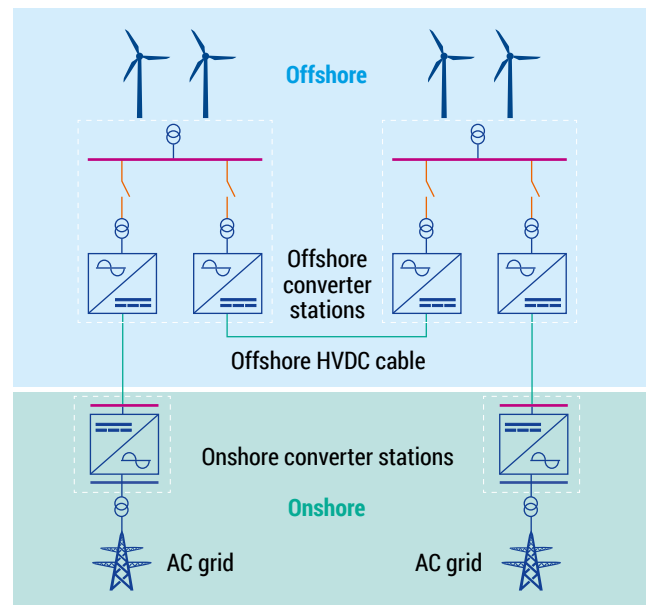 Offshore
Offshore
converter
stations
Offshore HVDC cable
Onshore converter stations
Onshore
AC grid
AC grid